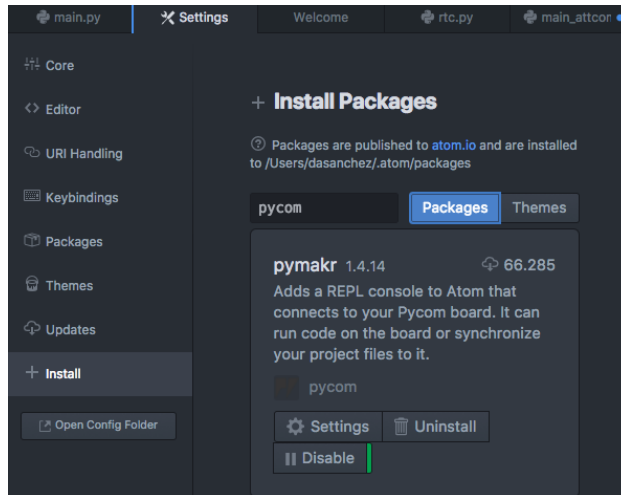 main.py
Settings
Welcome
rtc.py
main_attcon
Core
Editor
URI Handling
Keybindings
Packages
Themes
Updates
Install
Open Config Folder
Install Packages
Packages are published to atom.io and are installed
to /Users/dasanchez/.atom/packages
pycom
Packages
Themes
pymakr 1.4.14
66.285
Adds a REPL console to Atom that
connects to your Pycom board. It can
run code on the board or synchronize
your project files to it.
pycom
Settings
Uninstall
Disable